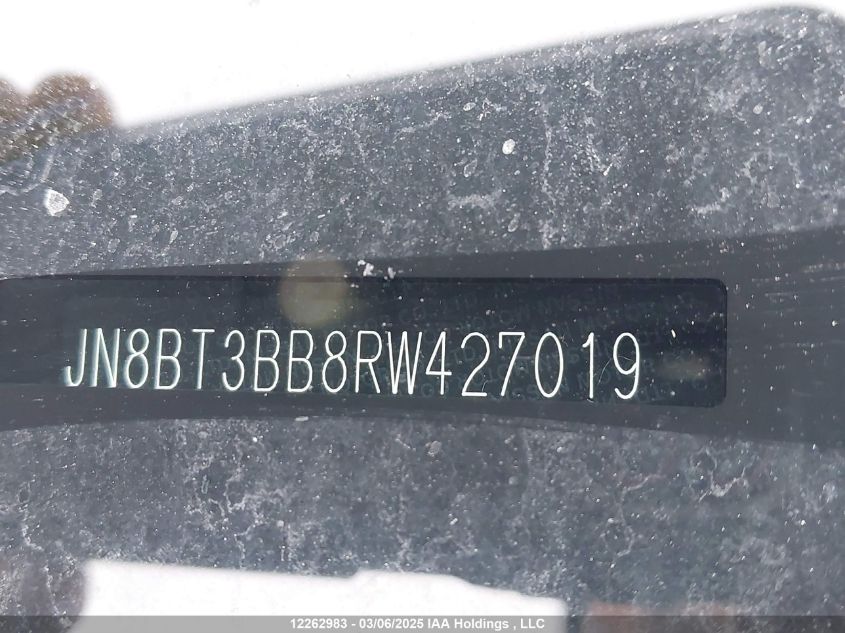 JN8BT3BB8RW427019
12262983 - 03/06/2025 IAA Holdings , LLC